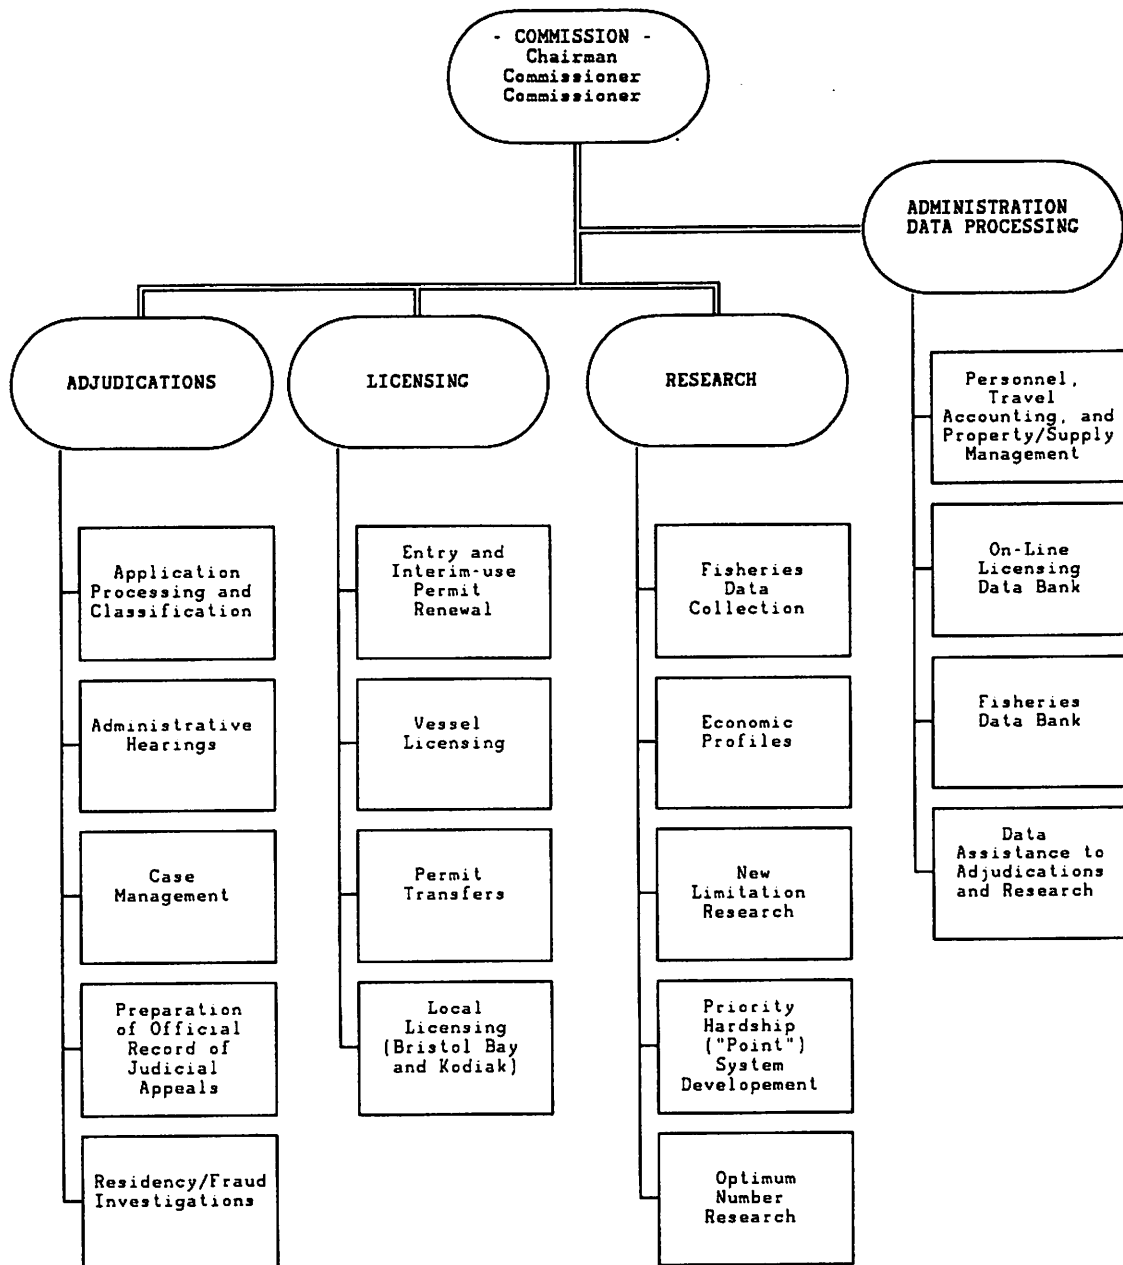 - COMMISSION -
Chairman
Commissioner
Commissioner
ADMINISTRATION
DATA PROCESSING
ADJUDICATIONS
LICENSING
RESEARCH
Personnel,
Travel
Accounting, and
Property/Supply
Management
On-Line
Licensing
Data Bank
Fisheries
Data Bank
Data
Assistance to
Adjudications
and Research
Application
Processing and
Classification
Administrative
Hearings
Case
Management
Preparation
of Official
Record of
Judicial
Appeals
Residency/Fraud
Investigations
Entry and
Interim-use
Permit
Renewal
Vessel
Licensing
Permit
Transfers
Local
Licensing
(Bristol Bay
and Kodiak)
Fisheries
Data
Collection
Economic
Profiles
New
Limitation
Research
Priority
Hardship
("Point")
System
Developement
Optimum
Number
Research